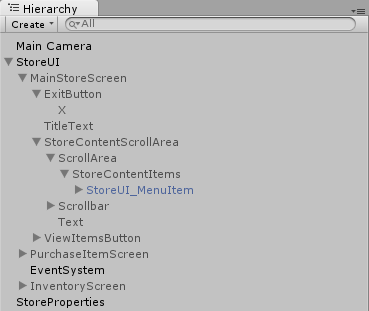 Hierarchy
Create All
Main Camera
StoreUI
MainStoreScreen
ExitButton
X
TitleText
StoreContentScrollArea
ScrollArea
StoreContentItems
StoreUI_MenuItem
Scrollbar
Text
ViewItemsButton
PurchaseItemScreen
EventSystem
InventoryScreen
StoreProperties